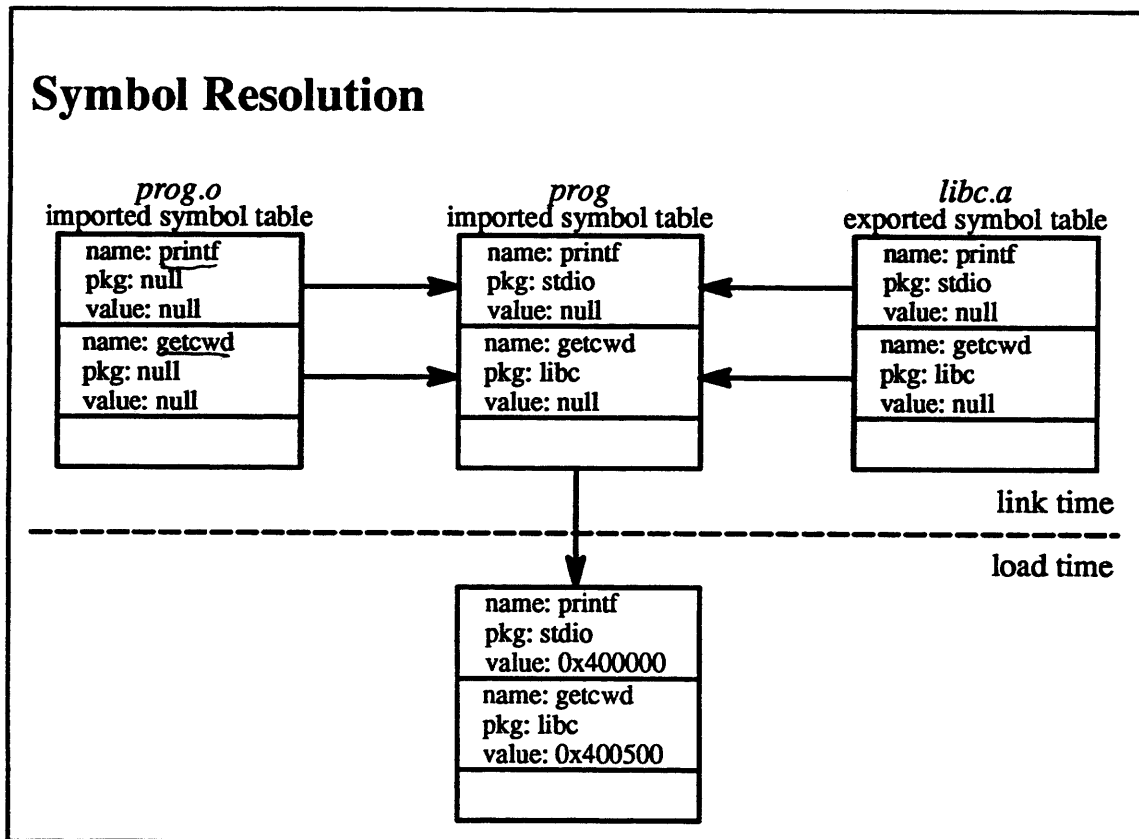 Symbol Resolution
prog.o
imported symbol table
name: printf
pkg: null
value: null
name: getcwd
pkg: null
value: null
prog
imported symbol table
name: printf
pkg: stdio
value: null
name: getcwd
pkg: libc
value: null
libc.a
exported symbol table
name: printf
pkg: stdio
value: null
name: getcwd
pkg: libc
value: null
link time
load time
name: printf
pkg: stdio
value: 0x400000
name: getcwd
pkg: libc
value: 0x400500